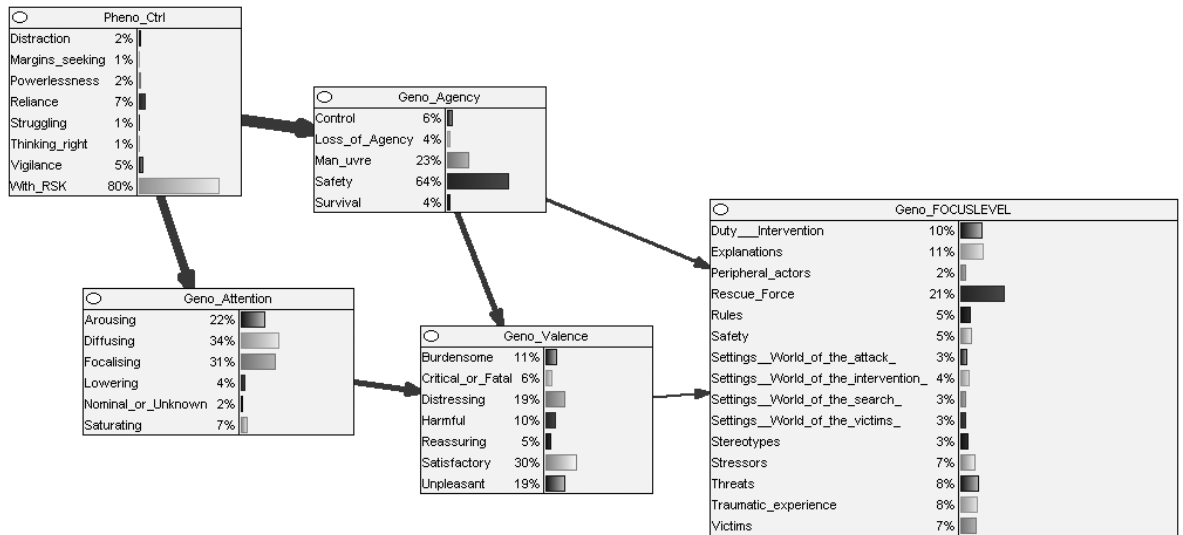 Pheno_Ctrl
Distraction 2%
Margins_seeking 1%
Powerlessness 2%
Reliance 7%
Struggling 1%
Thinking_right 1%
Vigilance 5%
With_RSK 80%
Geno_Agency
Control 6%
Loss_of_Agency 4%
Man_uvre 23%
Safety 64%
Survival 4%
Geno_Attention
Arousing 22%
Diffusing 34%
Focalising 31%
Lowering 4%
Nominal_or_Unknown 2%
Saturating 7%
Geno_Valence
Burdensome 11%
Critical_or_Fatal 6%
Distressing 19%
Harmful 10%
Reassuring 5%
Satisfactory 30%
Unpleasant 19%
Geno_FOCUSLEVEL
Duty___Intervention 10%
Explanations 11%
Peripheral_actors 2%
Rescue_Force 21%
Rules 5%
Safety 5%
Settings__World_of_the_attack_ 3%
Settings__World_of_the_intervention_ 4%
Settings__World_of_the_search_ 3%
Settings__World_of_the_victims_ 3%
Stereotypes 3%
Stressors 7%
Threats 8%
Traumatic_experience 8%
Victims 7%